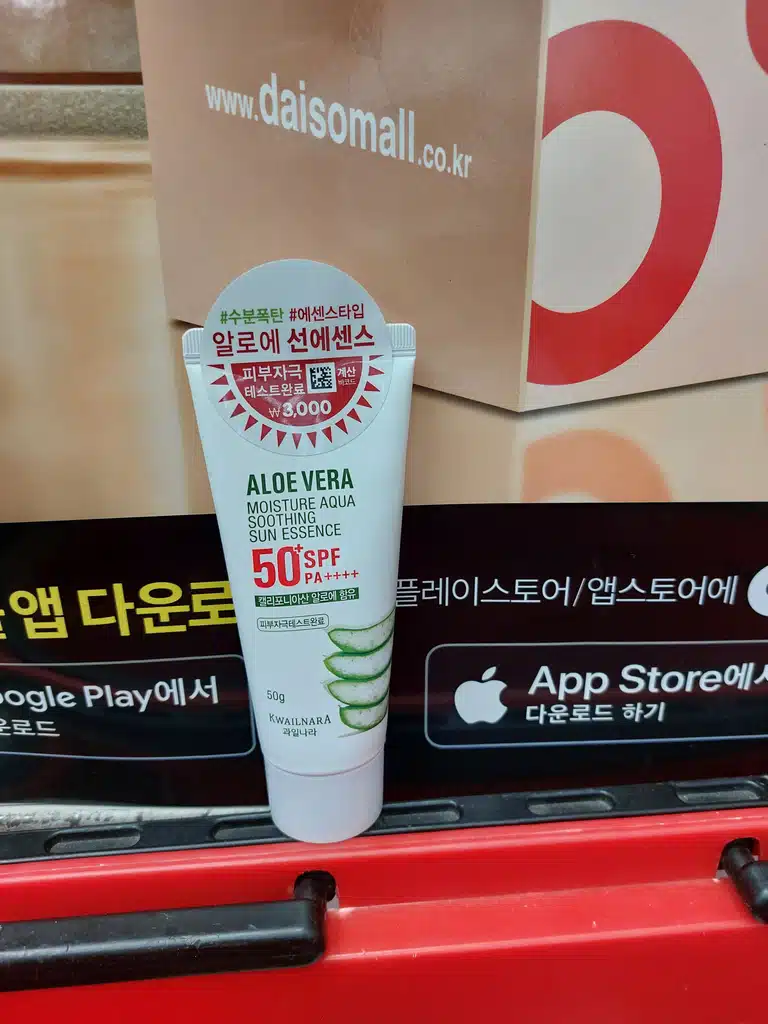 www.daisomall.co.kr
#수분폭탄 #에센스타입
알로에 선에센스
피부자극
테스트완료
계산
바코드
₩3,000
ALOE VERA
MOISTURE AQUA
SOOTHING
SUN ESSENCE
50+ SPF
PA++++
캘리포니아산 알로에 함유
피부자극테스트완료
50g
KWAILNARA
과일나라
앱 다운로
oogle Play에서
운로드
플레이스토어/앱스토어에
App Store에서
다운로드 하기